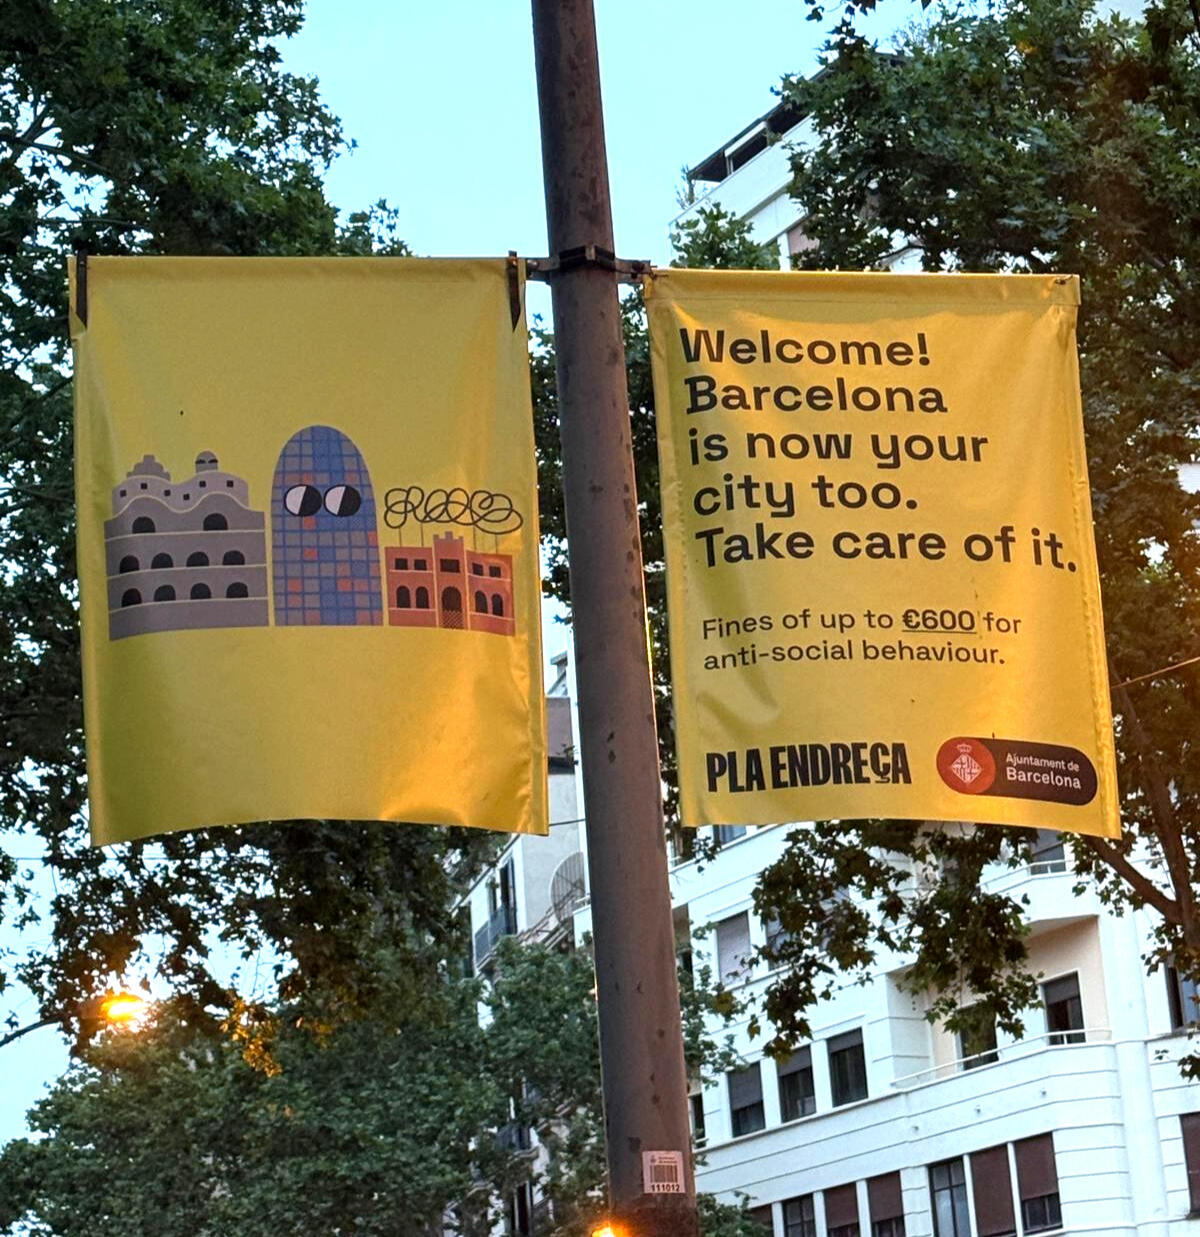 Welcome!
Barcelona
is now your
city too.
Take care of it.
Fines of up to €600 for
anti-social behaviour.
PLA ENDREÇA
Ajuntament de
Barcelona
111012